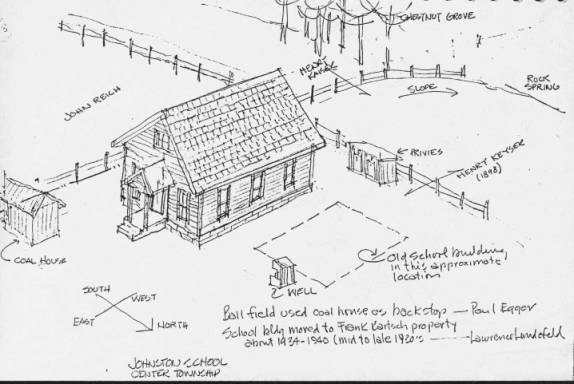 CHESTNUT GROVE
HENRY
JOHN REICH
SLOPE
ROCK
SPRING
PRIVIES
HENRY KEYSER
(1898)
COAL HOUSE
Old School building
in this approximate
location
WELL
SOUTH
WEST
EAST
NORTH
Ball field used coal house as backstop — Paul Egger
School bldg moved to Frank Kartsch property
about 1934-1940 (mid to late 1920's — Lawrence Landefeld
JOHNSTON SCHOOL
CENTER TOWNSHIP